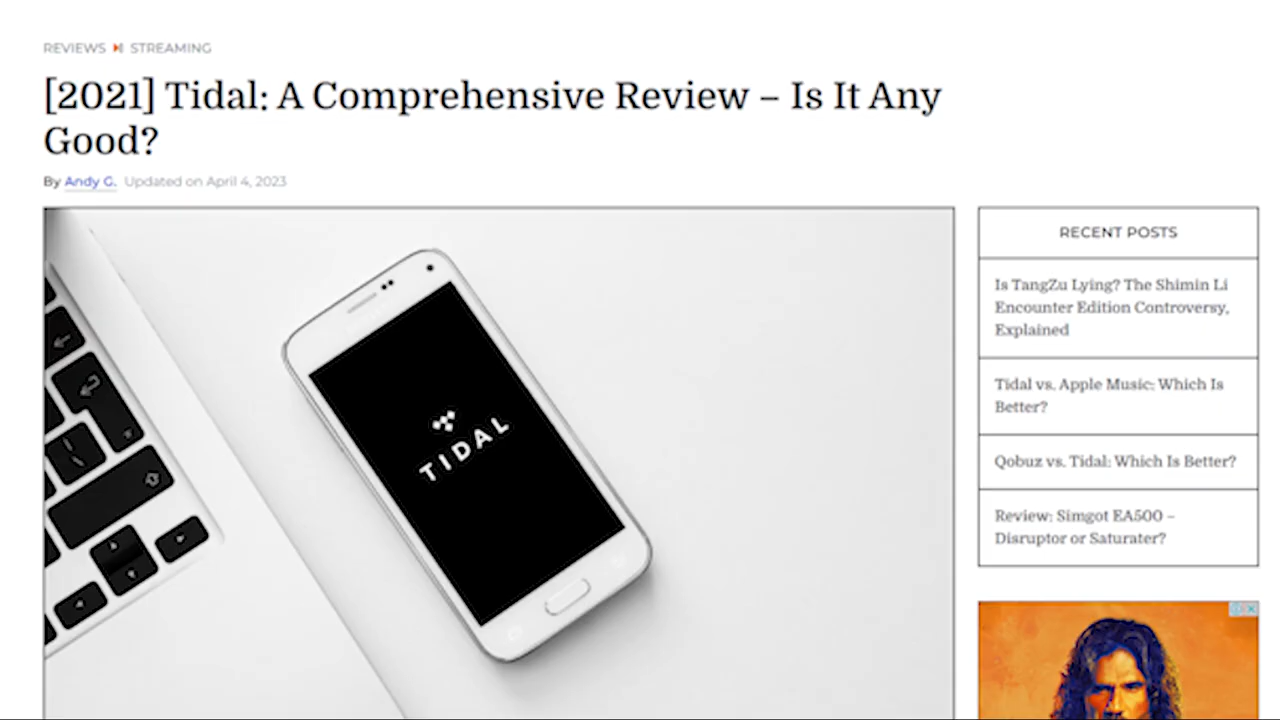 REVIEWS STREAMING
[2021] Tidal: A Comprehensive Review – Is It Any
Good?
By Andy G. Updated on April 4, 2023
TIDAL
RECENT POSTS
Is TangZu Lying? The Shimin Li
Encounter Edition Controversy,
Explained
Tidal vs. Apple Music: Which Is
Better?
Qobuz vs. Tidal: Which Is Better?
Review: Simgot EA500 –
Disruptor or Saturater?